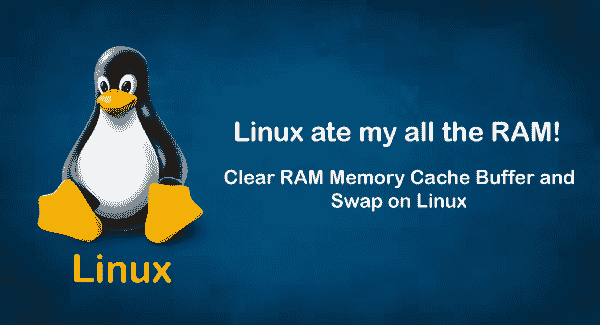 Linux ate my all the RAM!
Clear RAM Memory Cache Buffer and
Swap on Linux
Linux